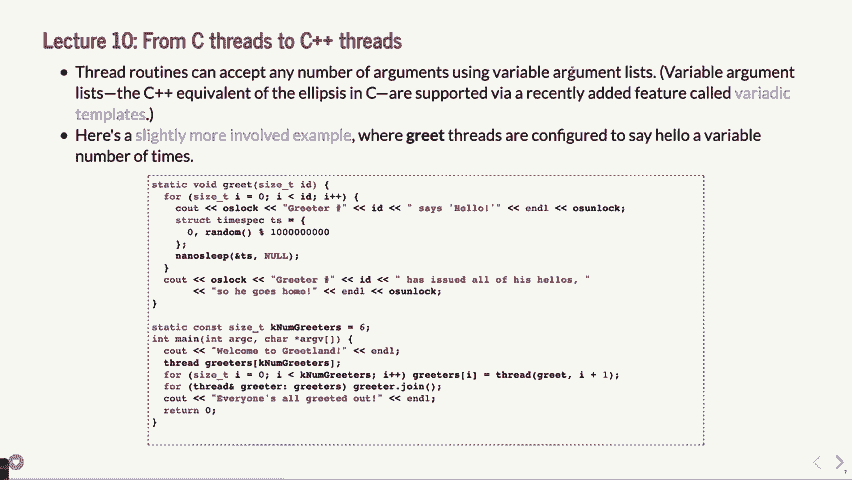 Lecture 10: From C threads to C++ threads
• Thread routines can accept any number of arguments using variable argument lists. (Variable argument
lists—the C++ equivalent of the ellipsis in C—are supported via a recently added feature called variadic
templates.)
• Here's a slightly more involved example, where greet threads are configured to say hello a variable
number of times.
static void greet(size_t id) {
  for (size_t i = 0; i < id; i++) {
    cout << oslock << "Greeter #" << id << " says 'Hello!'" << endl << osunlock;
    struct timespec ts = {
      0, random() % 1000000000
    };
    nanosleep(&ts, NULL);
  }
  cout << oslock << "Greeter #" << id << " has issued all of his hellos, "
       << "so he goes home!" << endl << osunlock;
}
static const size_t kNumGreeters = 6;
int main(int argc, char *argv[]) {
  cout << "Welcome to Greetland!" << endl;
  thread greeters[kNumGreeters];
  for (size_t i = 0; i < kNumGreeters; i++) greeters[i] = thread(greet, i + 1);
  for (thread& greeter: greeters) greeter.join();
  cout << "Everyone's all greeted out!" << endl;
  return 0;
}